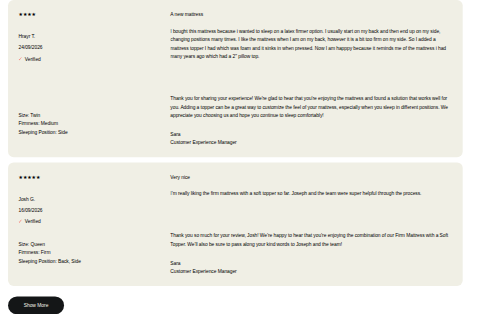 ★★★★
A new mattress
Hrayr T.
24/09/2026
✓ Verified
I bought this mattress because i wanted to sleep on a latex firmer option. I usually start on my back and then end up on my side,
changing positions many times. I like the mattress when I am on my back, however it is a bit too firm on my side. So I added a
mattress topper I had which was foam and it sinks in when pressed. Now I am happpy because it reminds me of the mattress i had
many years ago which had a 2" pillow top.
Thank you for sharing your experience! We're glad to hear that you're enjoying the mattress and found a solution that works well for
you. Adding a topper can be a great way to customize the feel of your mattress, especially when you sleep in different positions. We
appreciate you choosing us and hope you continue to sleep comfortably!
Size: Twin
Firmness: Medium
Sleeping Position: Side
Sara
Customer Experience Manager
★★★★★
Very nice
Josh G.
16/09/2026
✓ Verified
I'm really liking the firm mattress with a soft topper so far. Joseph and the team were super helpful through the process.
Thank you so much for your review, Josh! We're happy to hear that you're enjoying the combination of our Firm Mattress with a Soft
Topper. We'll also be sure to pass along your kind words to Joseph and the team!
Size: Queen
Firmness: Firm
Sleeping Position: Back, Side
Sara
Customer Experience Manager
Show More